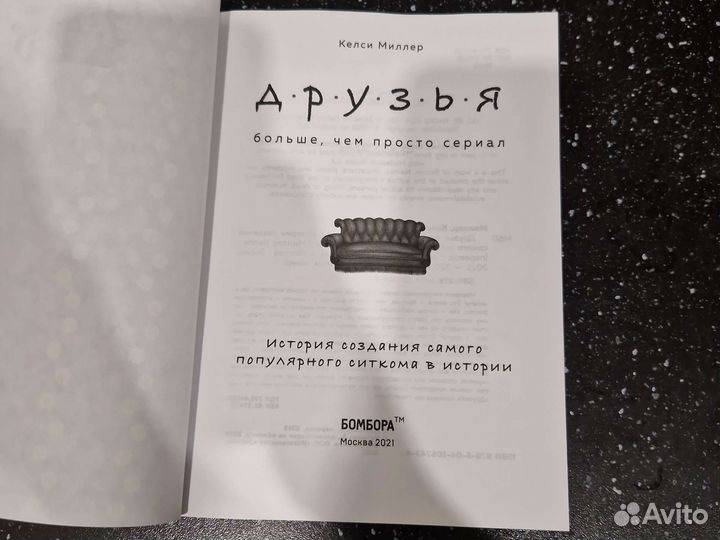 Келси Миллер
Д·Р·У·З·Ь·Я
больше, чем просто сериал
История создания самого
популярного ситкома в истории
БОМБОРА™
Москва 2021
Avito